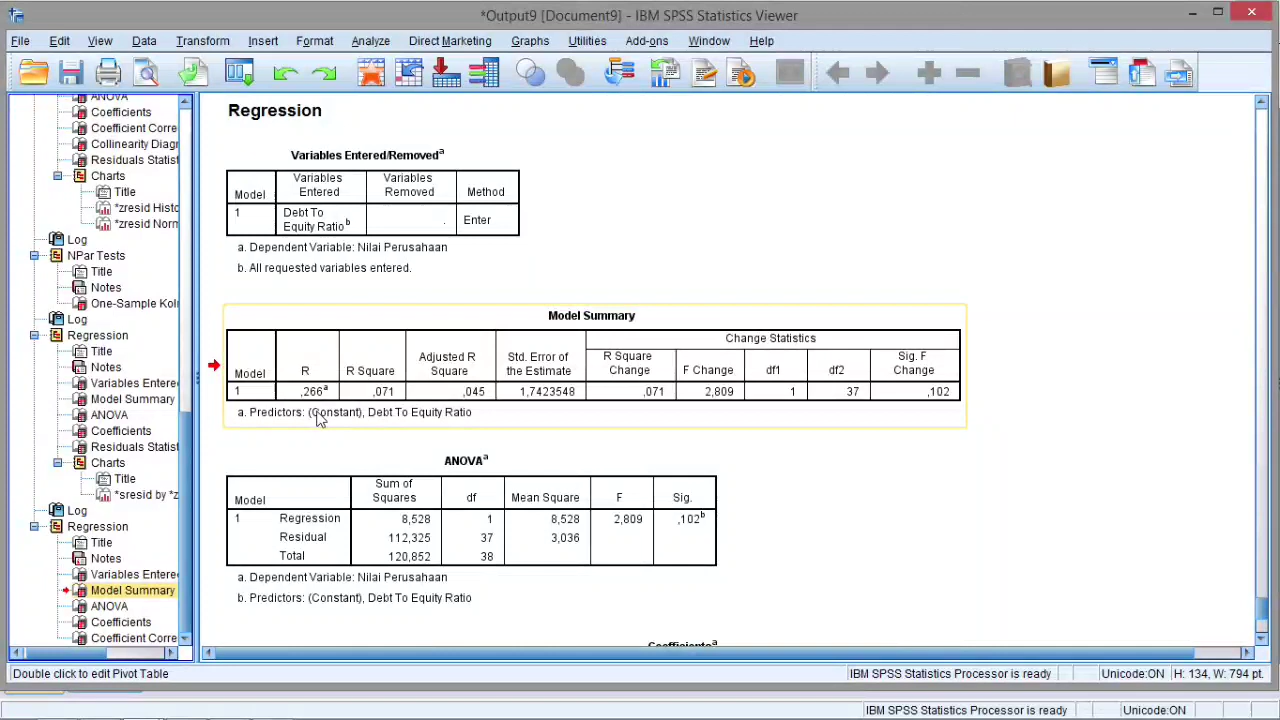 *Output9 [Document9] - IBM SPSS Statistics Viewer
File Edit View Data Transform Insert Format Analyze Direct Marketing Graphs Utilities Add-ons Window Help
ANOVA
Coefficients
Coefficient Corre
Collinearity Diagr
Residuals Statist
Charts
Title
*zresid Histo
*zresid Norm
Log
NPar Tests
Title
Notes
One-Sample Kolr
Log
Regression
Title
Notes
Variables Entere
Model Summary
ANOVA
Coefficients
Residuals Statist
Charts
Title
*sresid by *z
Log
Regression
Title
Notes
Variables Entere
Model Summary
ANOVA
Coefficients
Coefficient Corre
Regression
Variables Entered/Removed a
Model Variables Entered Variables Removed Method
1 Debt To Equity Ratio b . Enter
a. Dependent Variable: Nilai Perusahaan
b. All requested variables entered.
Model Summary
Change Statistics
Model R R Square Adjusted R Square Std. Error of the Estimate R Square Change F Change df1 df2 Sig. F Change
1 ,266a ,071 ,045 1,7423548 ,071 2,809 1 37 ,102
a. Predictors: (Constant), Debt To Equity Ratio
ANOVA a
Model Sum of Squares df Mean Square F Sig.
1 Regression 8,528 1 8,528 2,809 ,102b
Residual 112,325 37 3,036
Total 120,852 38
a. Dependent Variable: Nilai Perusahaan
b. Predictors: (Constant), Debt To Equity Ratio
Coefficients a
Double click to edit Pivot Table IBM SPSS Statistics Processor is ready Unicode:ON H: 134, W: 794 pt.
IBM SPSS Statistics Processor is ready Unicode:ON